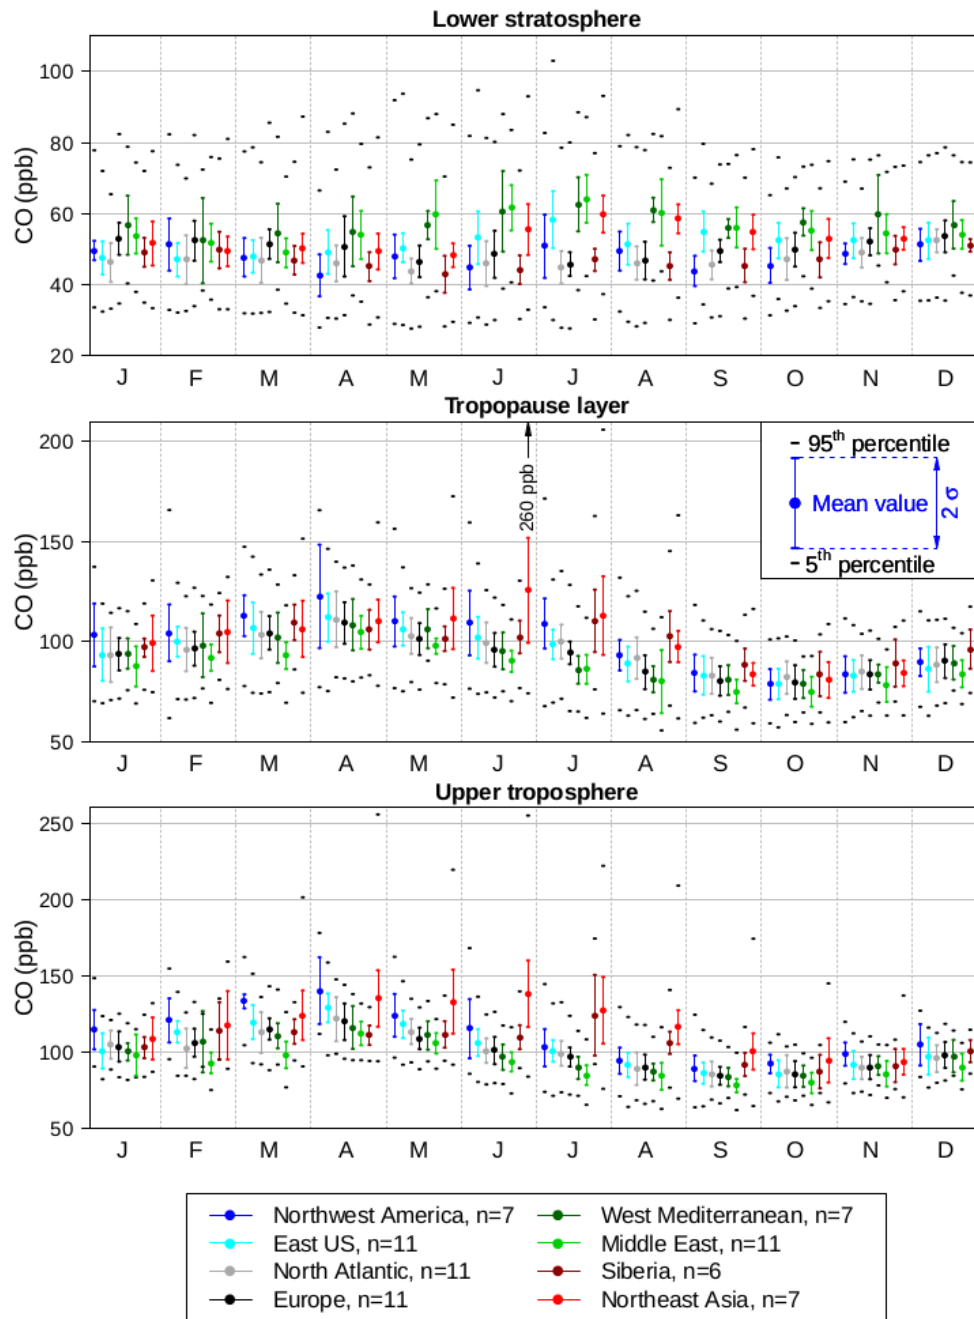 Lower stratosphere
CO (ppb)
100
80
60
40
20
J F M A M J J A S O N D
Tropopause layer
CO (ppb)
200
150
100
50
260 ppb
95th percentile
Mean value
2 σ
5th percentile
J F M A M J J A S O N D
Upper troposphere
CO (ppb)
250
200
150
100
50
J F M A M J J A S O N D
Northwest America, n=7
East US, n=11
North Atlantic, n=11
Europe, n=11
West Mediterranean, n=7
Middle East, n=11
Siberia, n=6
Northeast Asia, n=7